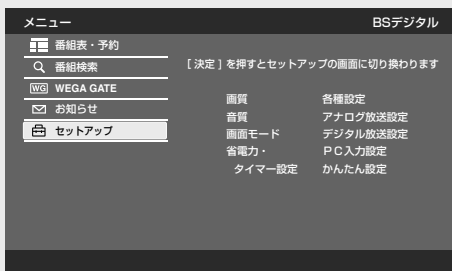 メニュー BSデジタル
番組表・予約
番組検索
WG WEGA GATE
お知らせ
セットアップ
[ 決定 ] を押すとセットアップの画面に切り換わります
画質 各種設定
音質 アナログ放送設定
画面モード デジタル放送設定
省電力・ ＰＣ入力設定
タイマー設定 かんたん設定